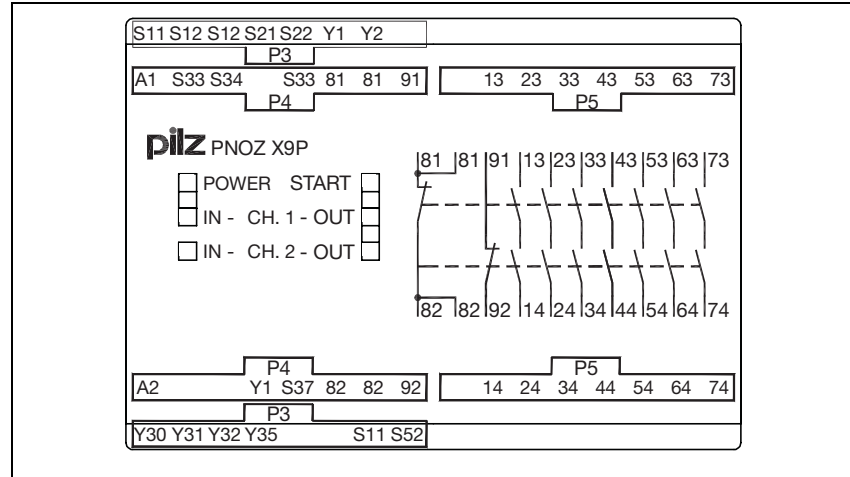 S11 S12 S12 S21 S22 Y1 Y2
P3
A1 S33 S34 S33 81 81 91
13 23 33 43 53 63 73
P4
P5
pilz PNOZ X9P
POWER START
IN - CH. 1 - OUT
IN - CH. 2 - OUT
81 81 91 13 23 33 43 53 63 73
82 82 92 14 24 34 44 54 64 74
P4
P5
A2 Y1 S37 82 82 92
14 24 34 44 54 64 74
P3
Y30 Y31 Y32 Y35 S11 S52